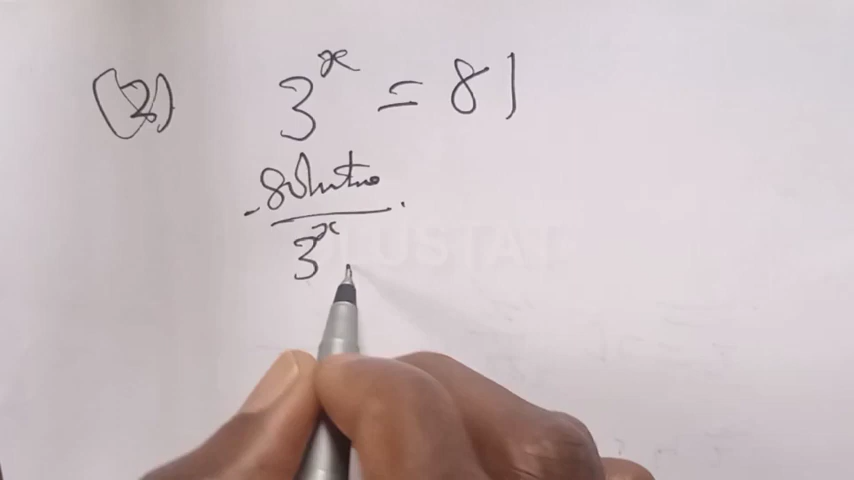 (2) 3^x = 81
Solution
3^x